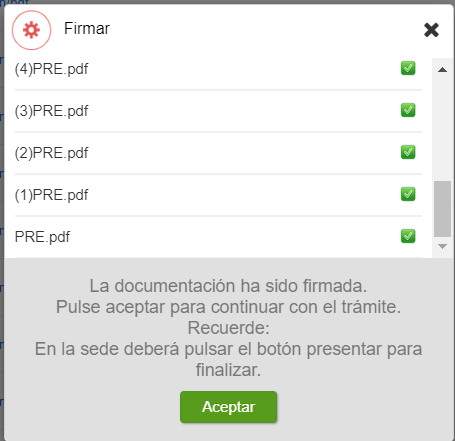 Firmar
(4)PRE.pdf
(3)PRE.pdf
(2)PRE.pdf
(1)PRE.pdf
PRE.pdf
La documentación ha sido firmada.
Pulse aceptar para continuar con el trámite.
Recuerde:
En la sede deberá pulsar el botón presentar para
finalizar.
Aceptar